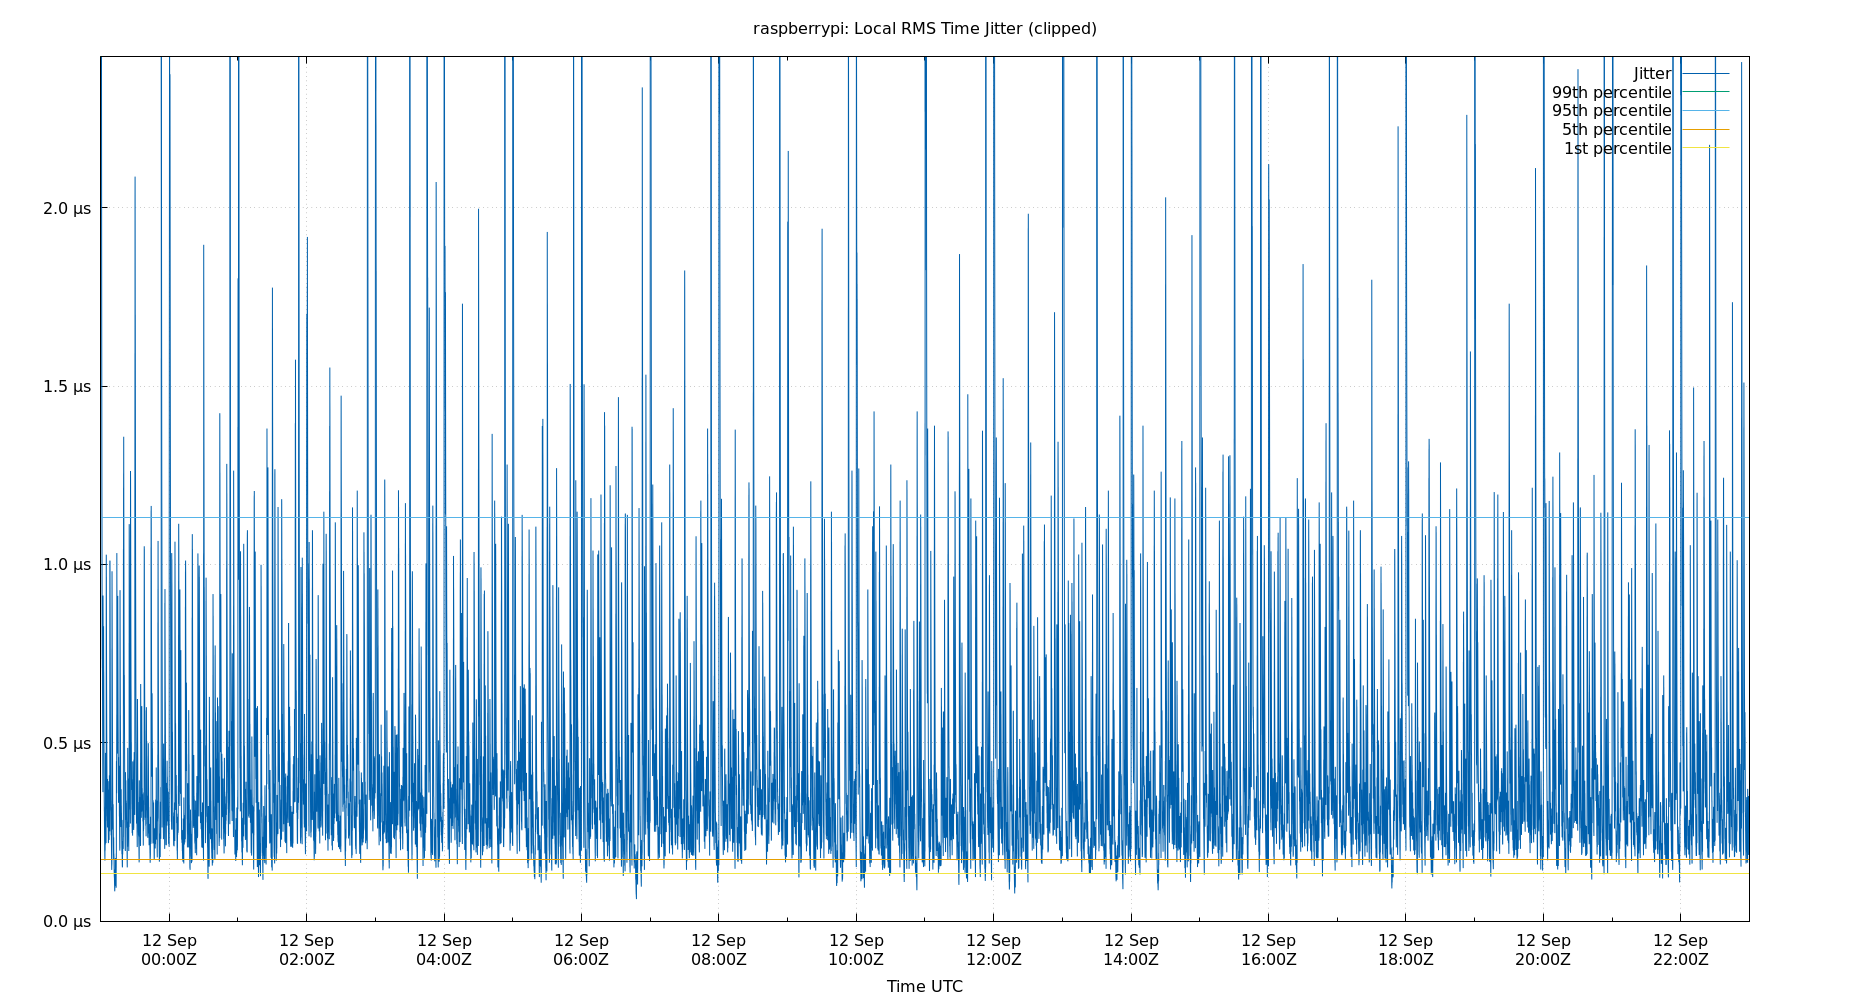 raspberrypi: Local RMS Time Jitter (clipped)
Jitter
99th percentile
95th percentile
5th percentile
1st percentile
2.0 µs
1.5 µs
1.0 µs
0.5 µs
0.0 µs
12 Sep 12 Sep 12 Sep 12 Sep 12 Sep 12 Sep 12 Sep 12 Sep 12 Sep 12 Sep 12 Sep 12 Sep
00:00Z 02:00Z 04:00Z 06:00Z 08:00Z 10:00Z 12:00Z 14:00Z 16:00Z 18:00Z 20:00Z 22:00Z
Time UTC